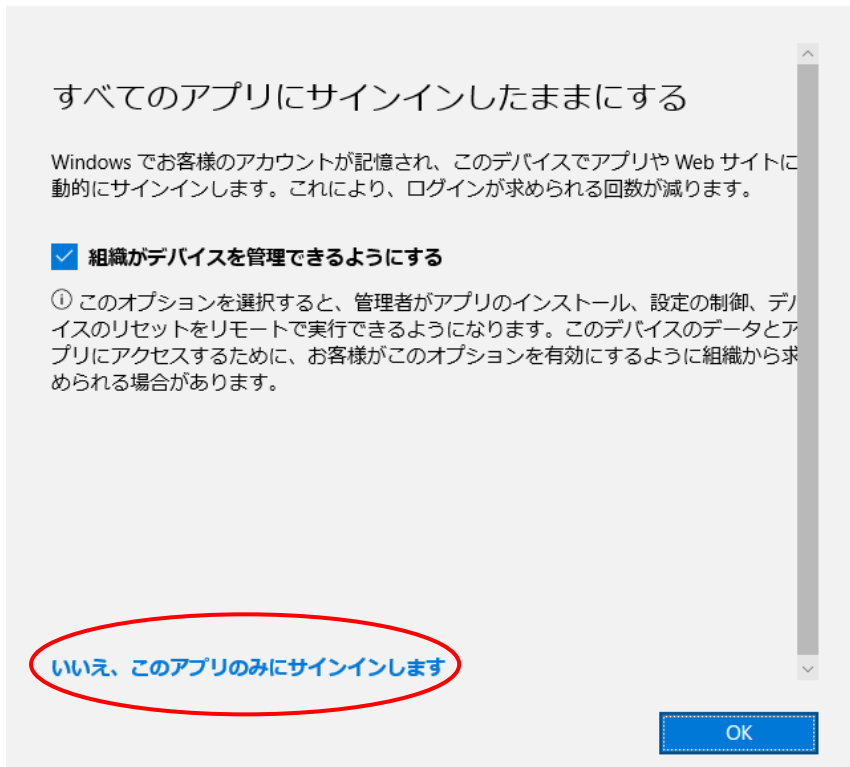 すべてのアプリにサインインしたままにする
Windows でお客様のアカウントが記憶され、このデバイスでアプリや Web サイトに
動的にサインインします。これにより、ログインが求められる回数が減ります。
組織がデバイスを管理できるようにする
このオプションを選択すると、管理者がアプリのインストール、設定の制御、デバ
イスのリセットをリモートで実行できるようになります。このデバイスのデータとア
プリにアクセスするために、お客様がこのオプションを有効にするように組織から求
められる場合があります。
いいえ、このアプリのみにサインインします
OK